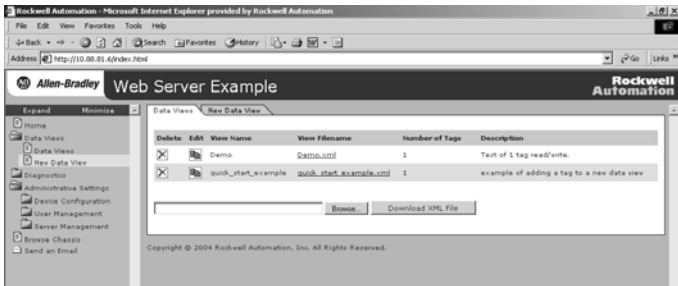 Rockwell Automation - Microsoft Internet Explorer provided by Rockwell Automation
File Edit View Favorites Tools Help
Back Search Favorites History
Address http://10.88.81.6/index.html Go Links
Allen-Bradley Web Server Example Rockwell Automation
Expand Minimize
Data Views New Data View
Home
Data Views
Data Views
New Data View
Diagnostics
Administrative Settings
Device Configuration
User Management
Server Management
Browse Chassis
Send an Email
Delete Edit View Name View Filename Number of Tags Description
Demo Demo.xml 1 Test of 1 tag read/write.
quick_start_example quick_start_example.xml 1 example of adding a tag to a new data view
Browse... Download XML File
Copyright © 2004 Rockwell Automation, Inc. All Rights Reserved.